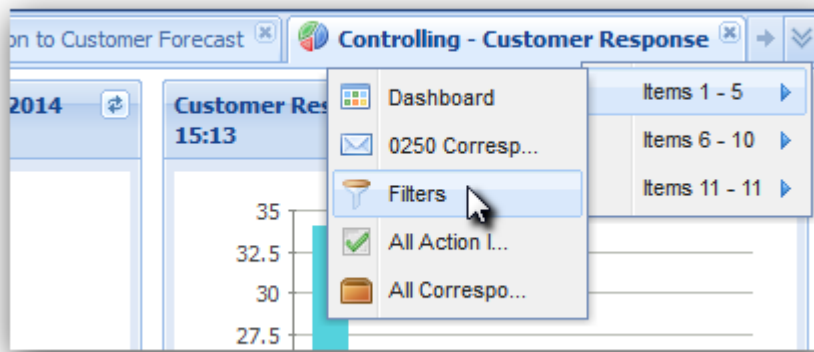 on to Customer Forecast
Controlling - Customer Response
2014
Customer Res
15:13
Dashboard
0250 Corresp...
Filters
All Action I...
All Correspo...
Items 1 - 5
Items 6 - 10
Items 11 - 11
35
32.5
30
27.5